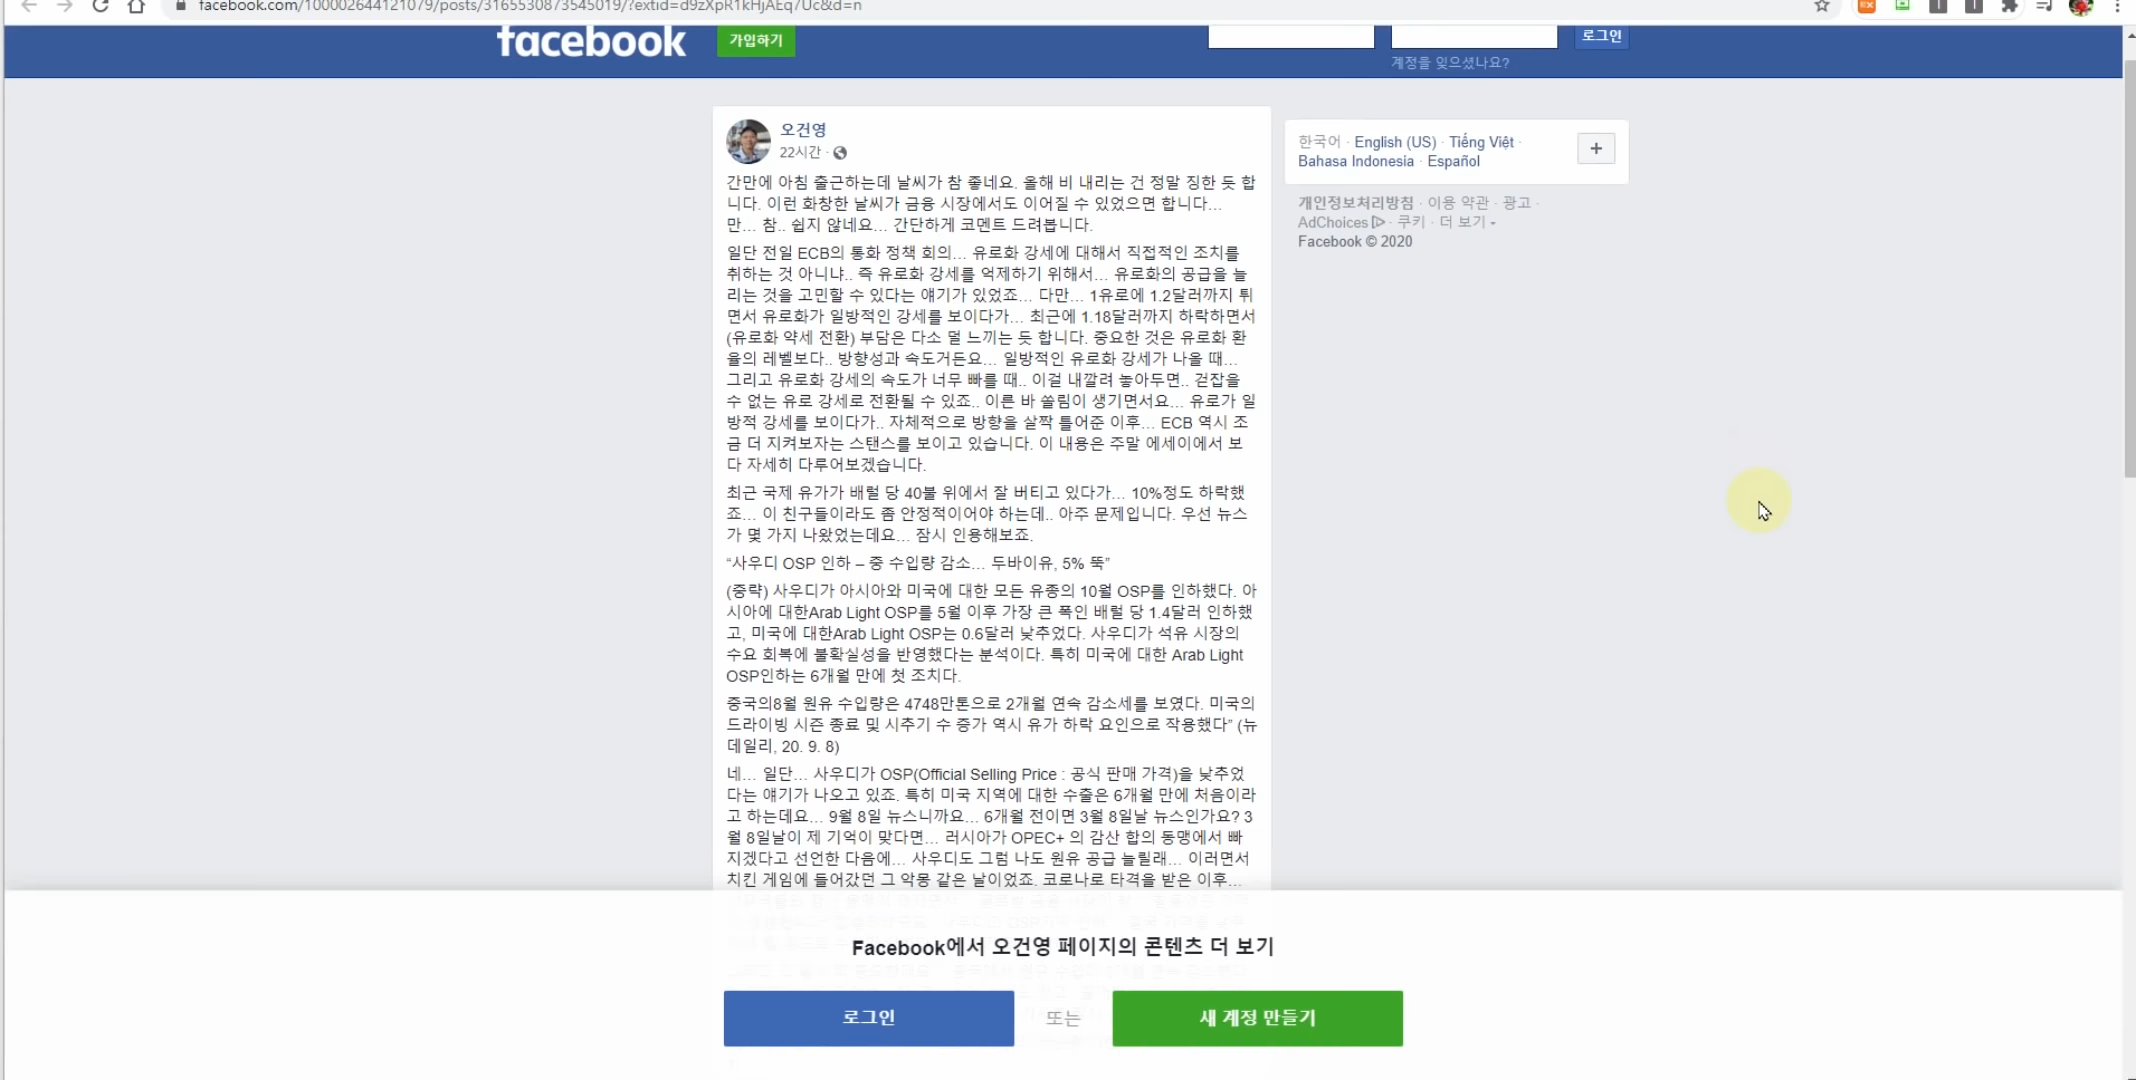 facebook.com/100002644121079/posts/3165530873545019/?extid=d9zXpR1kHjAEq7Uc&d=n
facebook
가입하기
로그인
계정을 잊으셨나요?
오건영
22시간 ·
간만에 아침 출근하는데 날씨가 참 좋네요. 올해 비 내리는 건 정말 징한 듯 합
니다. 이런 화창한 날씨가 금융 시장에서도 이어질 수 있었으면 합니다…
만… 참.. 쉽지 않네요… 간단하게 코멘트 드려봅니다.
일단 전일 ECB의 통화 정책 회의… 유로화 강세에 대해서 직접적인 조치를
취하는 것 아니냐.. 즉 유로화 강세를 억제하기 위해서… 유로화의 공급을 늘
리는 것을 고민할 수 있다는 얘기가 있었죠… 다만… 1유로에 1.2달러까지 튀
면서 유로화가 일방적인 강세를 보이다가… 최근에 1.18달러까지 하락하면서
(유로화 약세 전환) 부담은 다소 덜 느끼는 듯 합니다. 중요한 것은 유로화 환
율의 레벨보다.. 방향성과 속도거든요… 일방적인 유로화 강세가 나올 때…
그리고 유로화 강세의 속도가 너무 빠를 때.. 이걸 내깔려 놓아두면.. 걷잡을
수 없는 유로 강세로 전환될 수 있죠.. 이른 바 쏠림이 생기면서요… 유로가 일
방적 강세를 보이다가.. 자체적으로 방향을 살짝 틀어준 이후… ECB 역시 조
금 더 지켜보자는 스탠스를 보이고 있습니다. 이 내용은 주말 에세이에서 보
다 자세히 다루어보겠습니다.
최근 국제 유가가 배럴 당 40불 위에서 잘 버티고 있다가… 10%정도 하락했
죠… 이 친구들이라도 좀 안정적이어야 하는데.. 아주 문제입니다. 우선 뉴스
가 몇 가지 나왔었는데요… 잠시 인용해보죠.
“사우디 OSP 인하 – 중 수입량 감소… 두바이유, 5% 뚝”
(중략) 사우디가 아시아와 미국에 대한 모든 유종의 10월 OSP를 인하했다. 아
시아에 대한Arab Light OSP를 5월 이후 가장 큰 폭인 배럴 당 1.4달러 인하했
고, 미국에 대한Arab Light OSP는 0.6달러 낮추었다. 사우디가 석유 시장의
수요 회복에 불확실성을 반영했다는 분석이다. 특히 미국에 대한 Arab Light
OSP인하는 6개월 만에 첫 조치다.
중국의8월 원유 수입량은 4748만톤으로 2개월 연속 감소세를 보였다. 미국의
드라이빙 시즌 종료 및 시추기 수 증가 역시 유가 하락 요인으로 작용했다” (뉴
데일리, 20. 9. 8)
네… 일단… 사우디가 OSP(Official Selling Price : 공식 판매 가격)을 낮추었
다는 얘기가 나오고 있죠. 특히 미국 지역에 대한 수출은 6개월 만에 처음이라
고 하는데요… 9월 8일 뉴스니까요… 6개월 전이면 3월 8일날 뉴스인가요? 3
월 8일날이 제 기억이 맞다면… 러시아가 OPEC+ 의 감산 합의 동맹에서 빠
지겠다고 선언한 다음에… 사우디도 그럼 나도 원유 공급 늘릴래… 이러면서
치킨 게임에 들어갔던 그 악몽 같은 날이었죠. 코로나로 타격을 받은 이후…
한국어 · English (US) · Tiếng Việt ·
Bahasa Indonesia · Español
+
개인정보처리방침 · 이용 약관 · 광고 ·
AdChoices · 쿠키 · 더 보기
Facebook © 2020
Facebook에서 오건영 페이지의 콘텐츠 더 보기
로그인
또는
새 계정 만들기